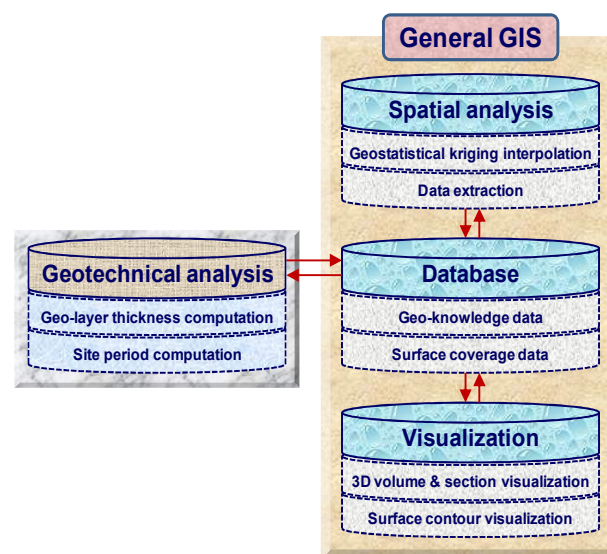 General GIS
Spatial analysis
Geostatistical kriging interpolation
Data extraction
Geotechnical analysis
Geo-layer thickness computation
Site period computation
Database
Geo-knowledge data
Surface coverage data
Visualization
3D volume & section visualization
Surface contour visualization